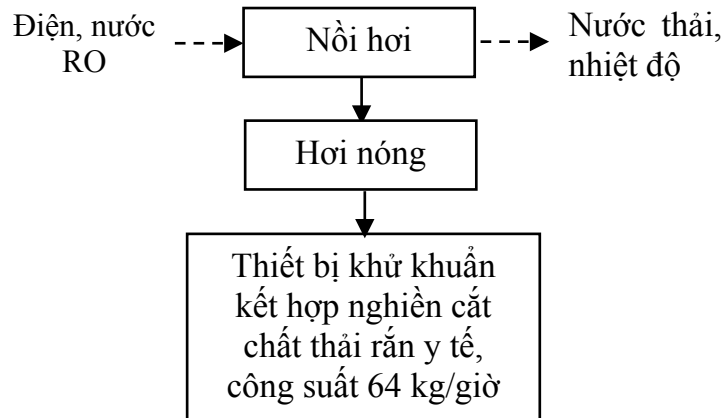 Điện, nước
RO
Nồi hơi
Nước thải,
nhiệt độ
Hơi nóng
Thiết bị khử khuẩn
kết hợp nghiền cắt
chất thải rắn y tế,
công suất 64 kg/giờ